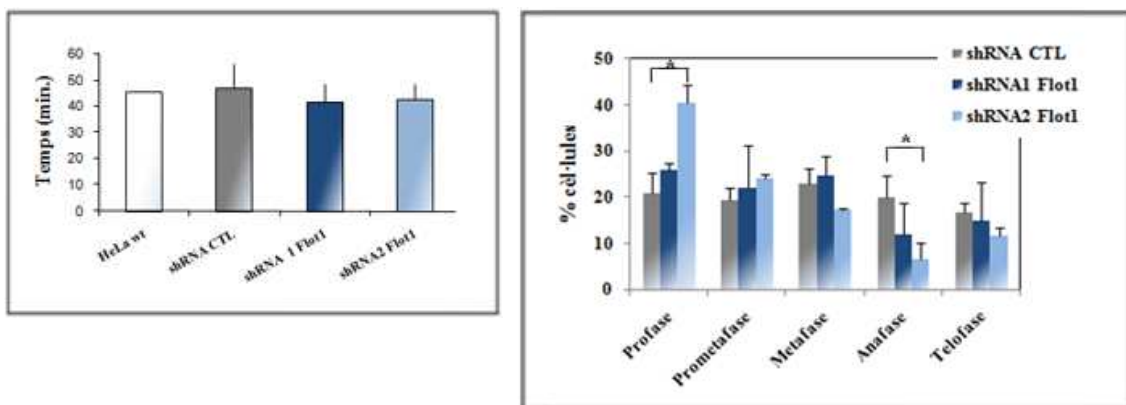 Temps (min.)
60
50
40
30
20
10
0
HeLa wt
shRNA CTL
shRNA 1 Flot1
shRNA2 Flot1
% cèl·lules
50
40
30
20
10
0
*
*
shRNA CTL
shRNA1 Flot1
shRNA2 Flot1
Profase
Prometafase
Metafase
Anafase
Telofase